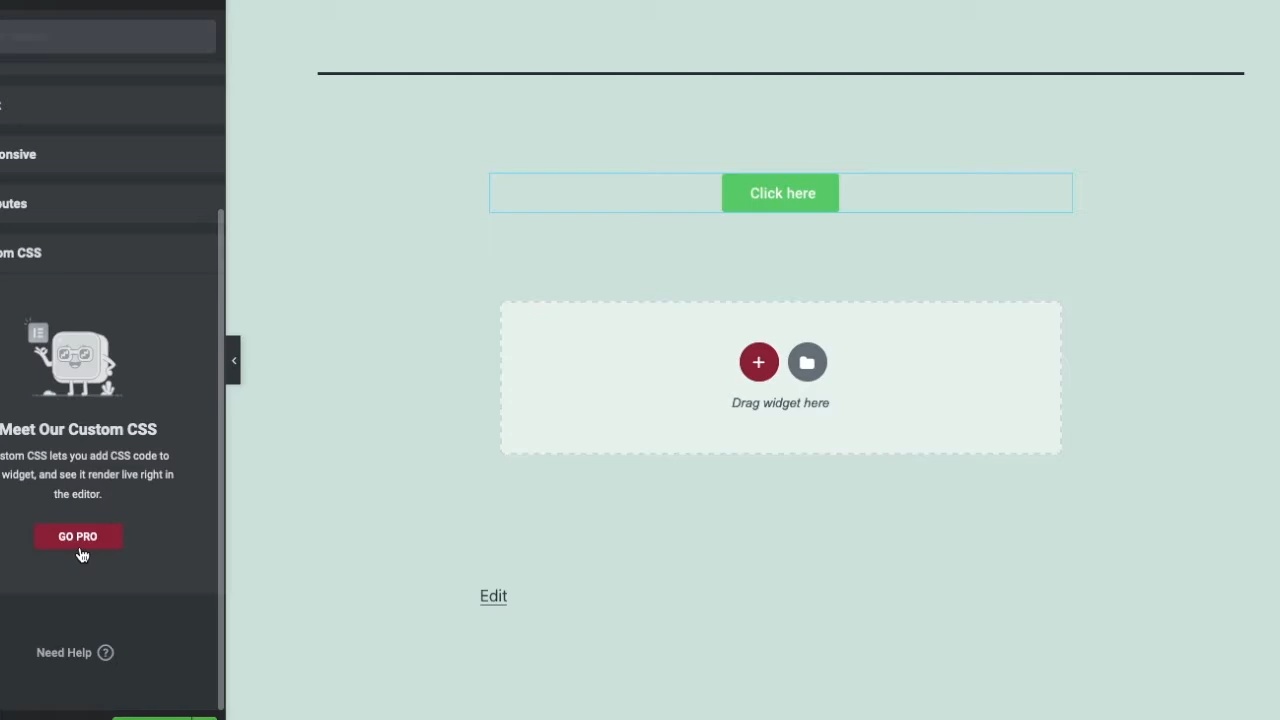 onsive
butes
om CSS
Meet Our Custom CSS
stom CSS lets you add CSS code to
widget, and see it render live right in
the editor.
GO PRO
Need Help ?
Click here
Drag widget here
Edit